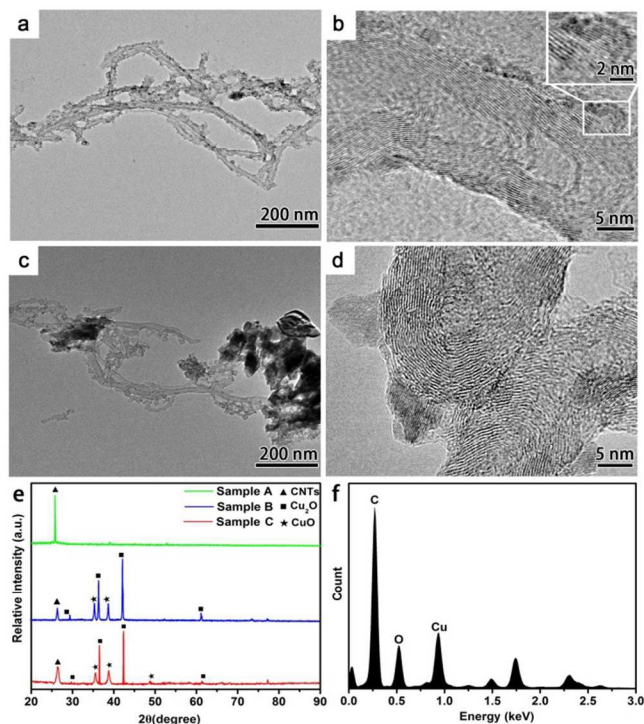 a
200 nm
b
2 nm
5 nm
c
200 nm
d
5 nm
e
Sample A ▲ CNTs
Sample B ■ Cu₂O
Sample C ★ CuO
Relative Intensity (a.u.)
20 30 40 50 60 70 80 90
2θ(degree)
f
C
O
Cu
Count
0.0 0.5 1.0 1.5 2.0 2.5 3.0
Energy (keV)